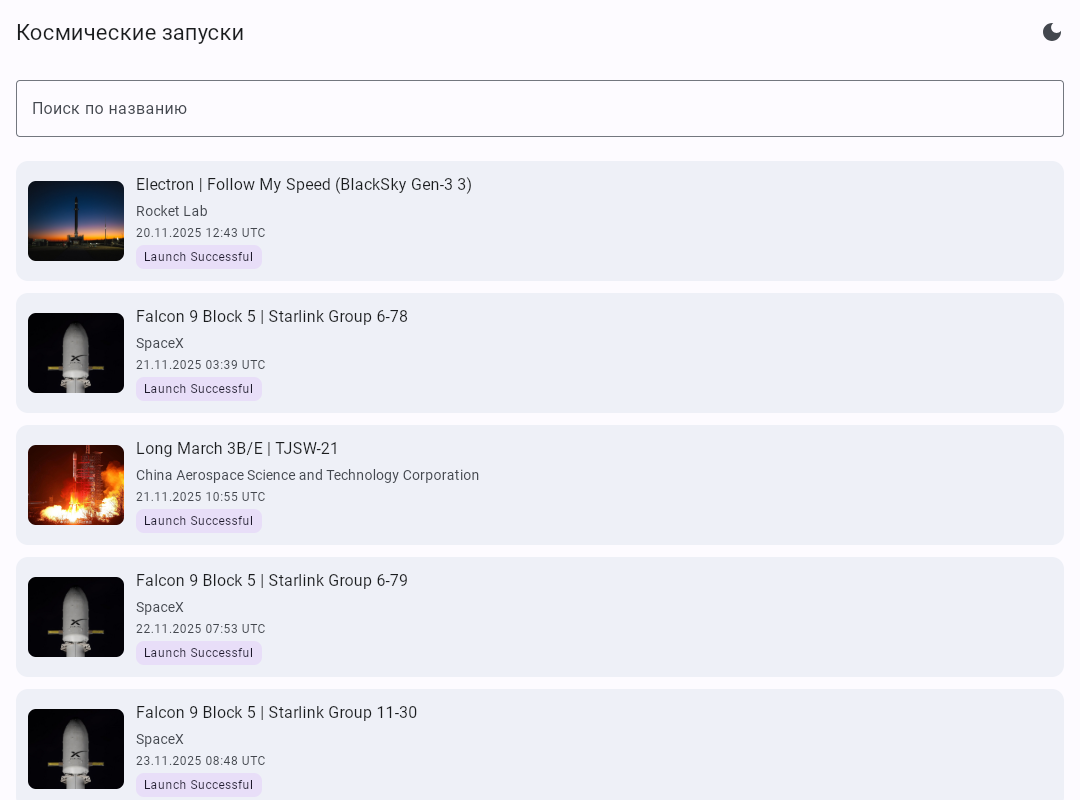 Космические запуски
Поиск по названию
Electron | Follow My Speed (BlackSky Gen-3 3)
Rocket Lab
20.11.2025 12:43 UTC
Launch Successful
Falcon 9 Block 5 | Starlink Group 6-78
SpaceX
21.11.2025 03:39 UTC
Launch Successful
Long March 3B/E | TJSW-21
China Aerospace Science and Technology Corporation
21.11.2025 10:55 UTC
Launch Successful
Falcon 9 Block 5 | Starlink Group 6-79
SpaceX
22.11.2025 07:53 UTC
Launch Successful
Falcon 9 Block 5 | Starlink Group 11-30
SpaceX
23.11.2025 08:48 UTC
Launch Successful